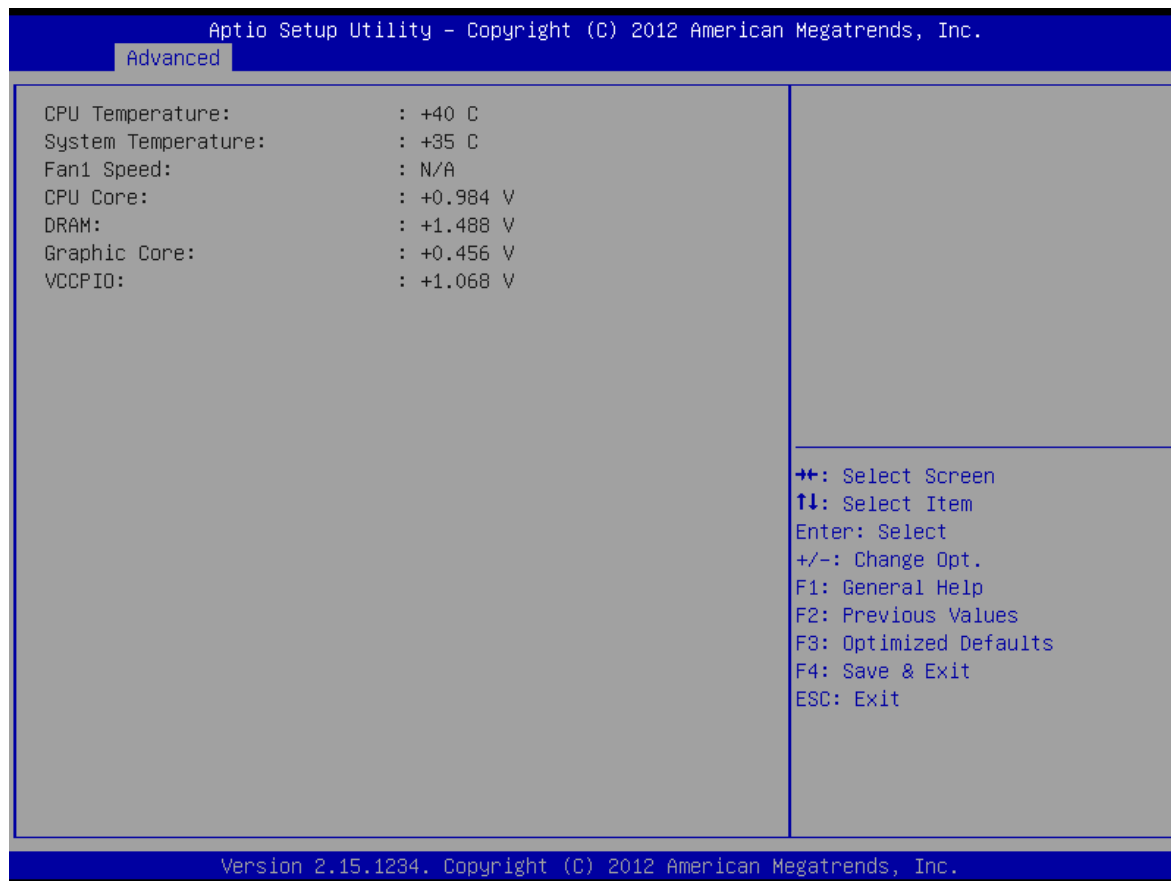 Aptio Setup Utility – Copyright (C) 2012 American Megatrends, Inc.
Advanced
CPU Temperature: : +40 C
System Temperature: : +35 C
Fan1 Speed: : N/A
CPU Core: : +0.984 V
DRAM: : +1.488 V
Graphic Core: : +0.456 V
VCCPIO: : +1.068 V
→←: Select Screen
↑↓: Select Item
Enter: Select
+/-: Change Opt.
F1: General Help
F2: Previous Values
F3: Optimized Defaults
F4: Save & Exit
ESC: Exit
Version 2.15.1234. Copyright (C) 2012 American Megatrends, Inc.